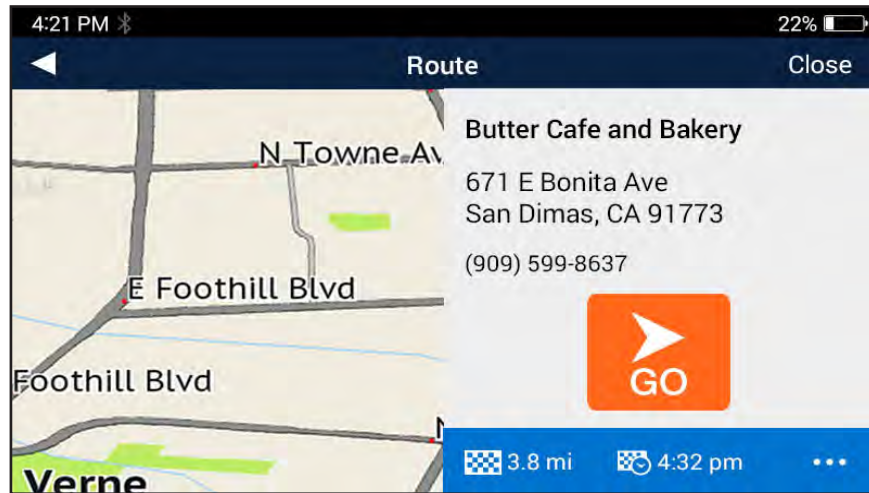 4:21 PM
22%
Route
Close
N Towne Av
E Foothill Blvd
Foothill Blvd
Verne
Butter Cafe and Bakery
671 E Bonita Ave
San Dimas, CA 91773
(909) 599-8637
GO
3.8 mi
4:32 pm